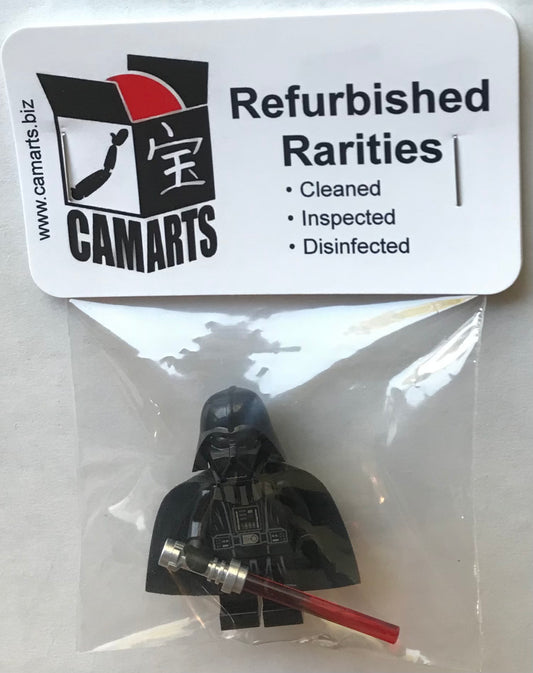 www.camarts.biz
宝
CAMARTS
Refurbished
Rarities
• Cleaned
• Inspected
• Disinfected